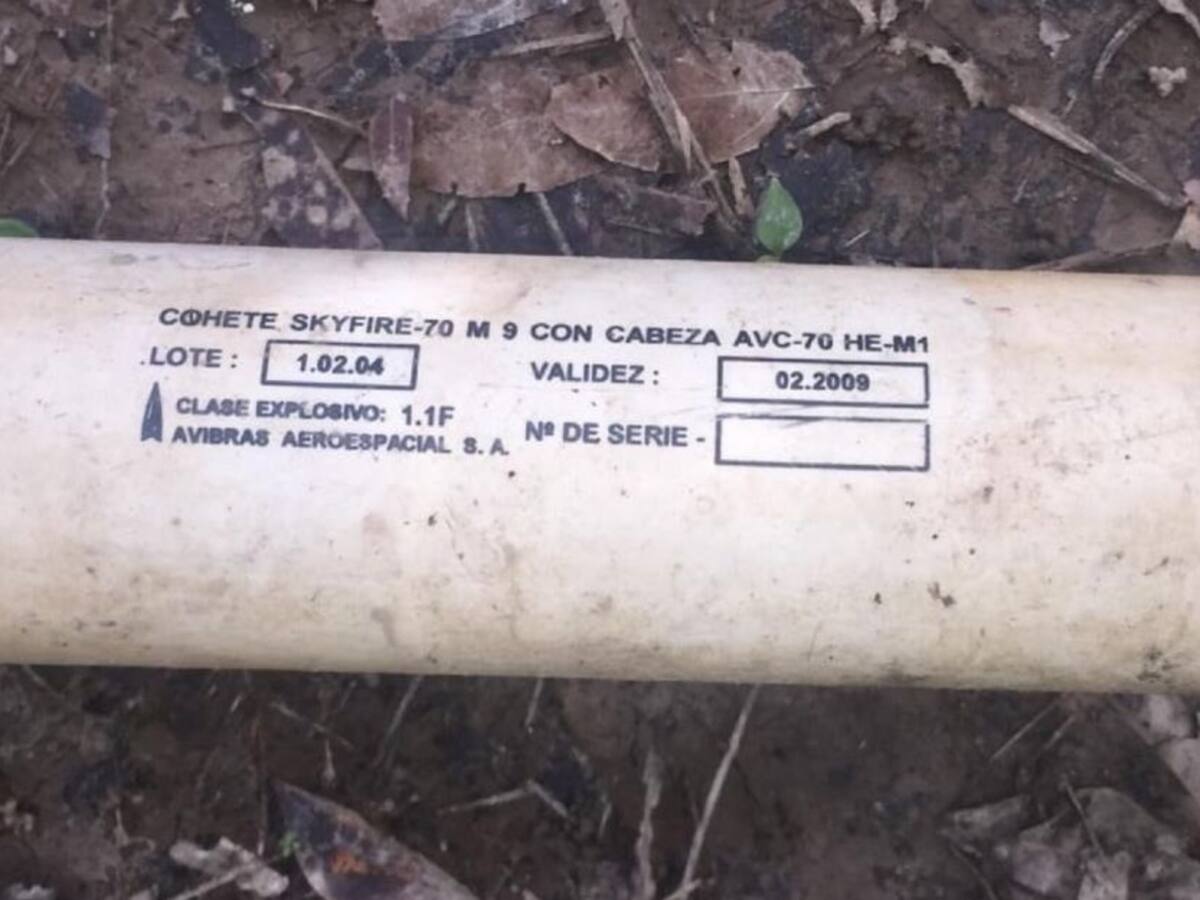 COHETE SKYFIRE-70 M 9 CON CABEZA AVC-70 HE-M1
.LOTE : 1.02.04 VALIDEZ : 02.2009
CLASE EXPLOSIVO: 1.1F
AVIBRAS AEROESPACIAL S. A. Nº DE SERIE -